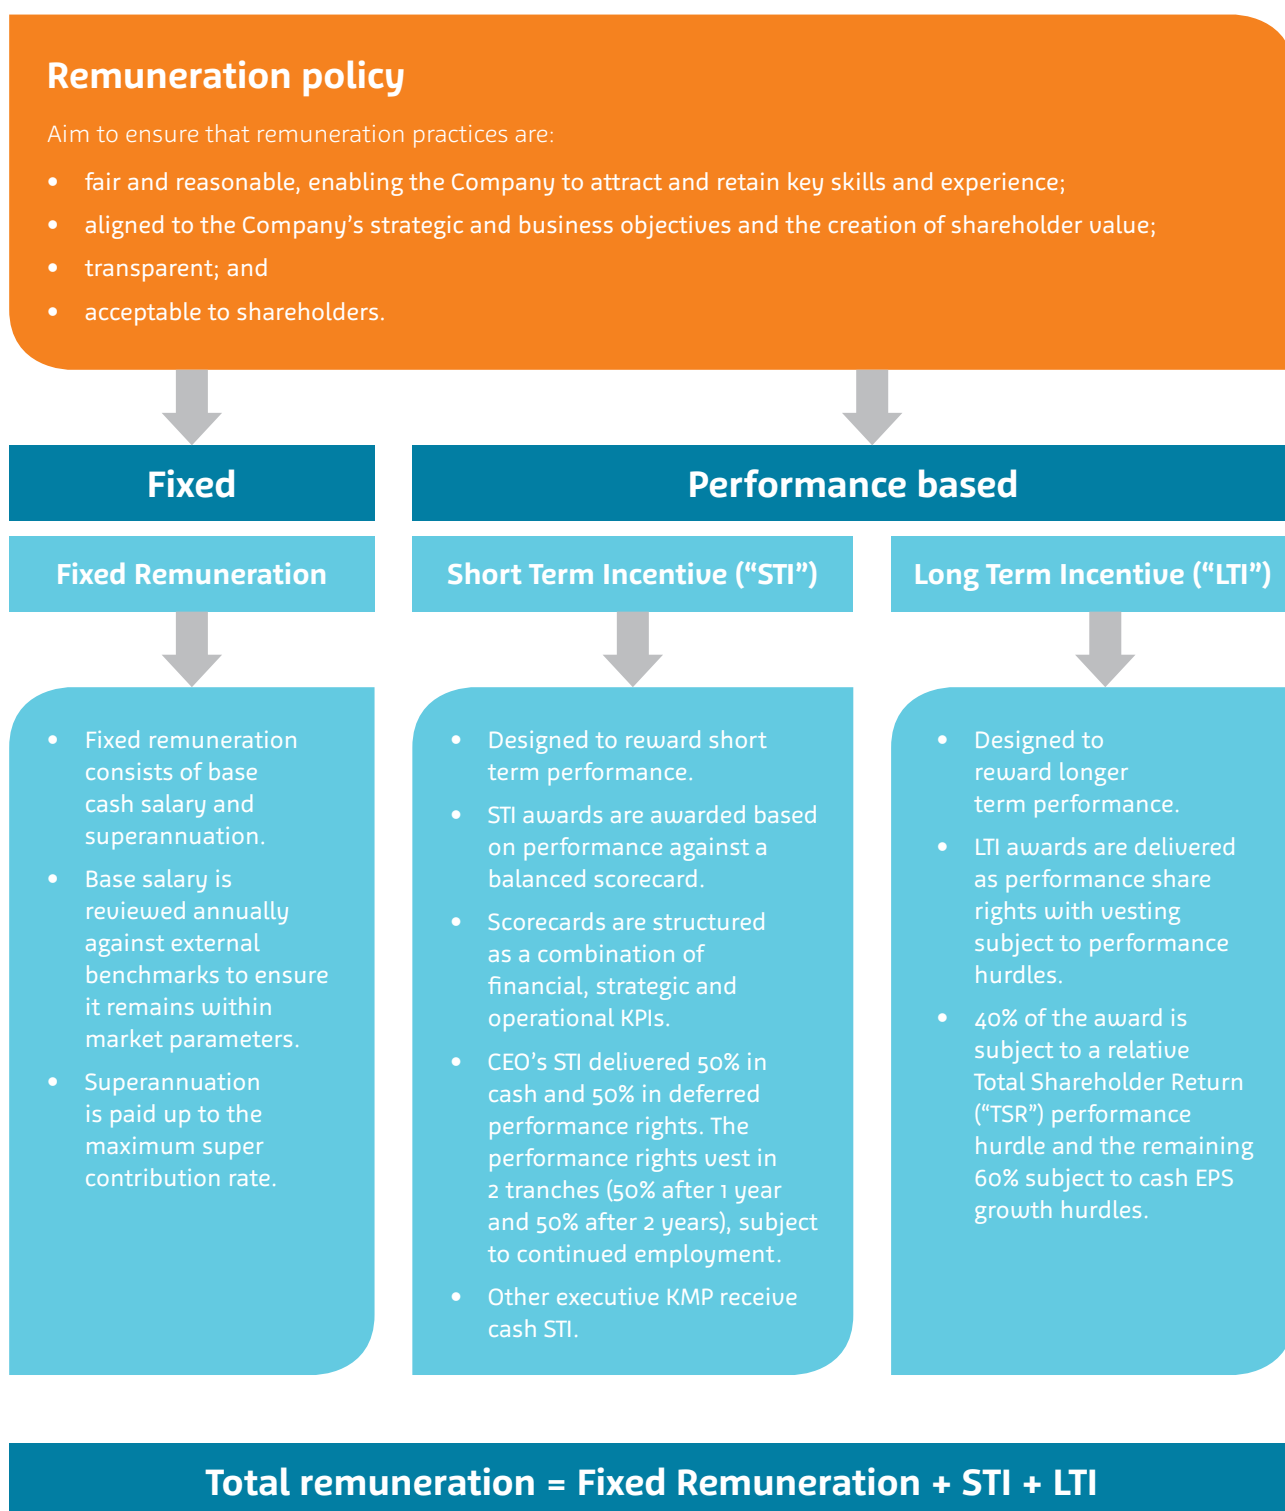 Remuneration policy
Aim to ensure that remuneration practices are:
• fair and reasonable, enabling the Company to attract and retain key skills and experience;
• aligned to the Company’s strategic and business objectives and the creation of shareholder value;
• transparent; and
• acceptable to shareholders.
Fixed
Performance based
Fixed Remuneration
Short Term Incentive (“STI”)
Long Term Incentive (“LTI”)
• Fixed remuneration
consists of base
cash salary and
superannuation.
• Base salary is
reviewed annually
against external
benchmarks to ensure
it remains within
market parameters.
• Superannuation
is paid up to the
maximum super
contribution rate.
• Designed to reward short
term performance.
• STI awards are awarded based
on performance against a
balanced scorecard.
• Scorecards are structured
as a combination of
financial, strategic and
operational KPIs.
• CEO’s STI delivered 50% in
cash and 50% in deferred
performance rights. The
performance rights vest in
2 tranches (50% after 1 year
and 50% after 2 years), subject
to continued employment.
• Other executive KMP receive
cash STI.
• Designed to
reward longer
term performance.
• LTI awards are delivered
as performance share
rights with vesting
subject to performance
hurdles.
• 40% of the award is
subject to a relative
Total Shareholder Return
(“TSR”) performance
hurdle and the remaining
60% subject to cash EPS
growth hurdles.
Total remuneration = Fixed Remuneration + STI + LTI